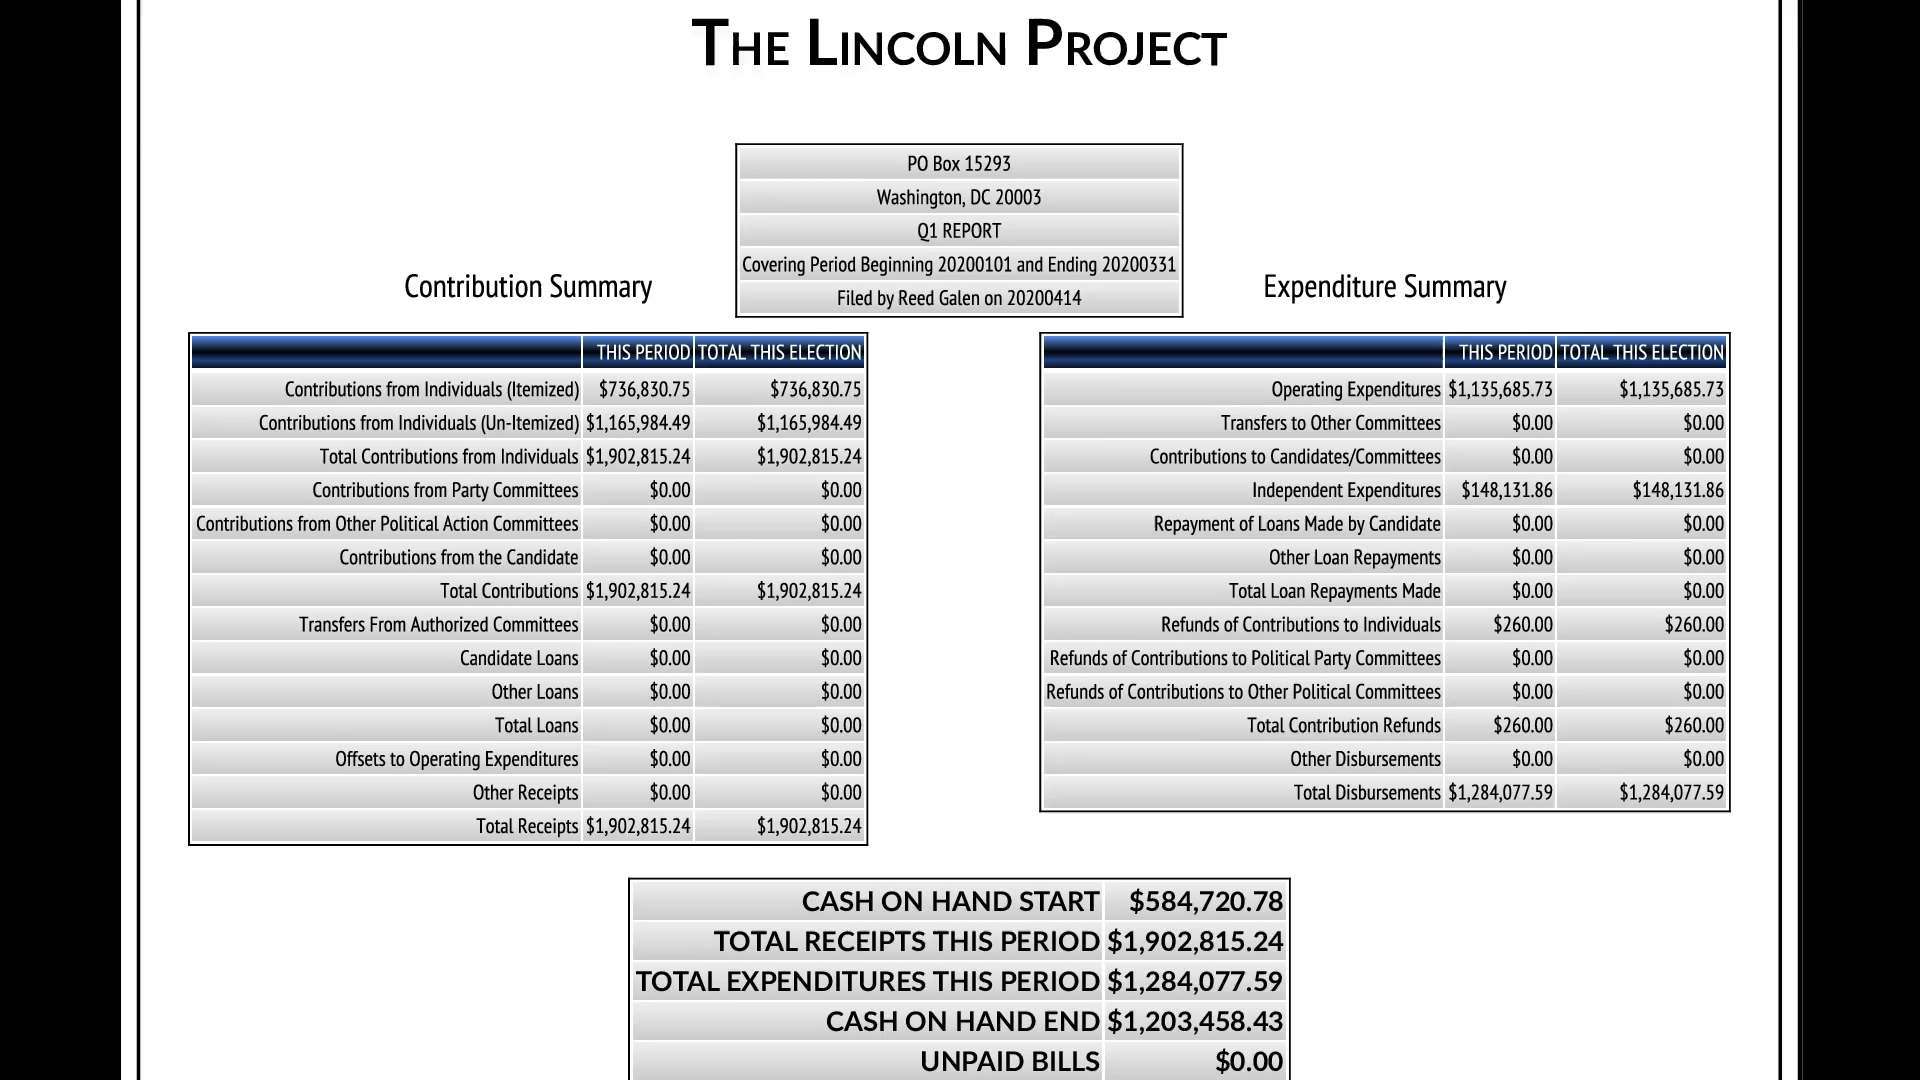 The Lincoln Project
PO Box 15293
Washington, DC 20003
Q1 REPORT
Covering Period Beginning 20200101 and Ending 20200331
Filed by Reed Galen on 20200414
Contribution Summary
THIS PERIOD TOTAL THIS ELECTION
Contributions from Individuals (Itemized) $736,830.75 $736,830.75
Contributions from Individuals (Un-Itemized) $1,165,984.49 $1,165,984.49
Total Contributions from Individuals $1,902,815.24 $1,902,815.24
Contributions from Party Committees $0.00 $0.00
Contributions from Other Political Action Committees $0.00 $0.00
Contributions from the Candidate $0.00 $0.00
Total Contributions $1,902,815.24 $1,902,815.24
Transfers From Authorized Committees $0.00 $0.00
Candidate Loans $0.00 $0.00
Other Loans $0.00 $0.00
Total Loans $0.00 $0.00
Offsets to Operating Expenditures $0.00 $0.00
Other Receipts $0.00 $0.00
Total Receipts $1,902,815.24 $1,902,815.24
Expenditure Summary
THIS PERIOD TOTAL THIS ELECTION
Operating Expenditures $1,135,685.73 $1,135,685.73
Transfers to Other Committees $0.00 $0.00
Contributions to Candidates/Committees $0.00 $0.00
Independent Expenditures $148,131.86 $148,131.86
Repayment of Loans Made by Candidate $0.00 $0.00
Other Loan Repayments $0.00 $0.00
Total Loan Repayments Made $0.00 $0.00
Refunds of Contributions to Individuals $260.00 $260.00
Refunds of Contributions to Political Party Committees $0.00 $0.00
Refunds of Contributions to Other Political Committees $0.00 $0.00
Total Contribution Refunds $260.00 $260.00
Other Disbursements $0.00 $0.00
Total Disbursements $1,284,077.59 $1,284,077.59
CASH ON HAND START $584,720.78
TOTAL RECEIPTS THIS PERIOD $1,902,815.24
TOTAL EXPENDITURES THIS PERIOD $1,284,077.59
CASH ON HAND END $1,203,458.43
UNPAID BILLS $0.00